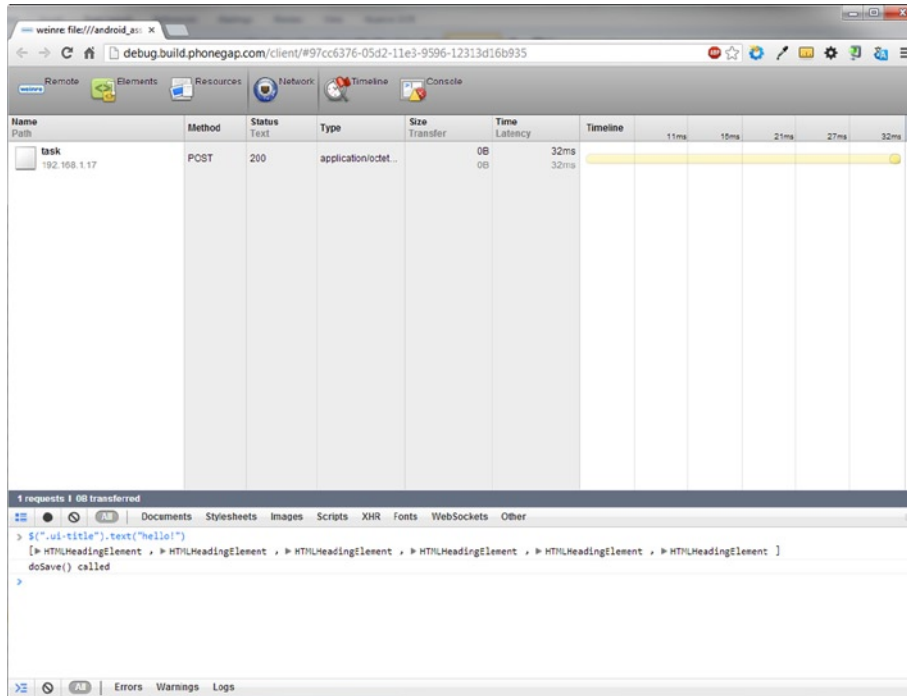 weinre: file:///android_ass ×
debug.build.phonegap.com/client/#97cc6376-05d2-11e3-9596-12313d16b935
weinre Remote Elements Resources Network Timeline Console
Name Method Status Type Size Time Timeline
Path Text Transfer Latency 11ms 15ms 21ms 27ms 32ms
task POST 200 application/octet... 0B 32ms
192.168.1.17 0B 32ms
1 requests I 0B transferred
All Documents Stylesheets Images Scripts XHR Fonts WebSockets Other
> $(".ui-title").text("hello!")
[▶ HTMLHeadingElement , ▶ HTMLHeadingElement , ▶ HTMLHeadingElement , ▶ HTMLHeadingElement , ▶ HTMLHeadingElement , ▶ HTMLHeadingElement ]
doSave() called
>
All Errors Warnings Logs